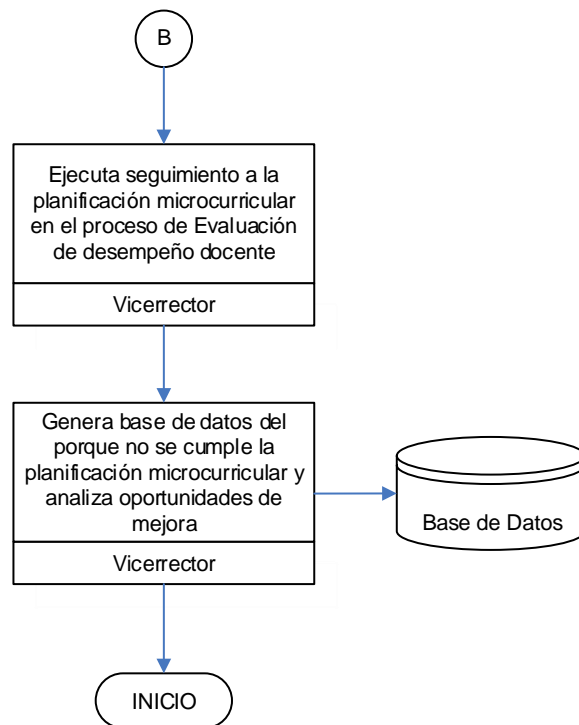 B
Ejecuta seguimiento a la
planificación microcurricular
en el proceso de Evaluación
de desempeño docente
Vicerrector
Genera base de datos del
porque no se cumple la
planificación microcurricular y
analiza oportunidades de
mejora
Vicerrector
Base de Datos
INICIO